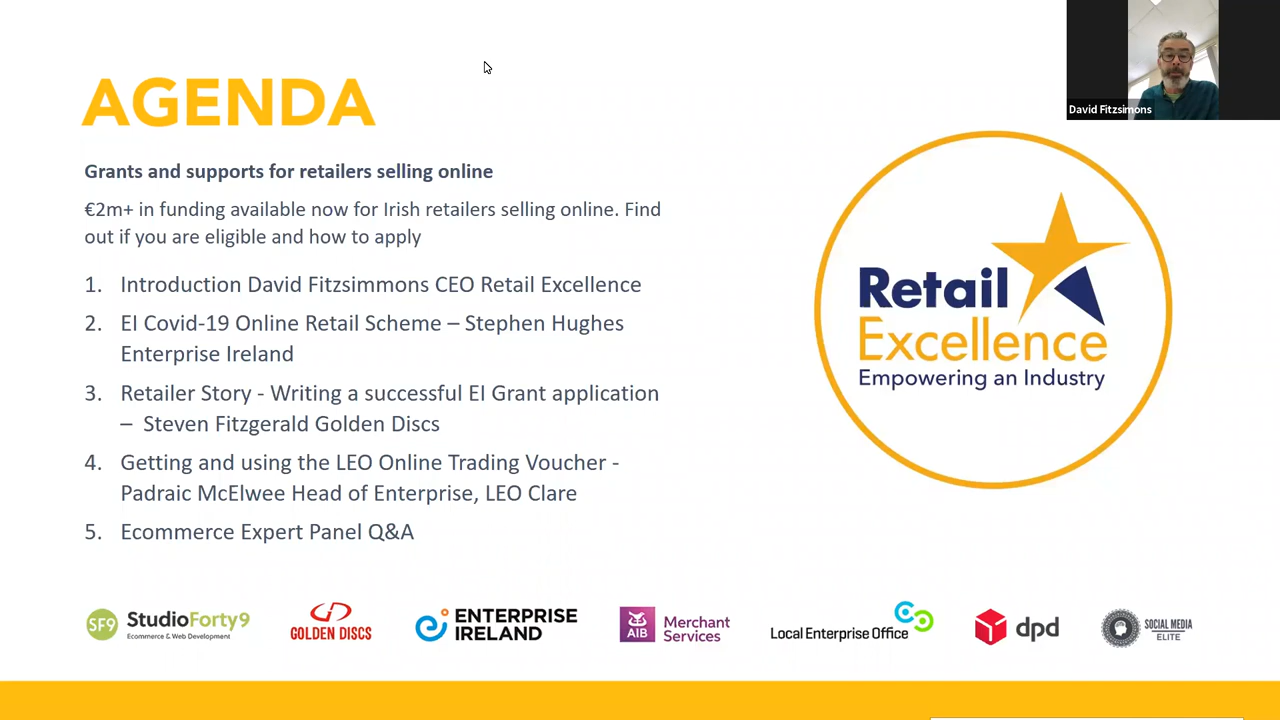 AGENDA
David Fitzsimons
Grants and supports for retailers selling online
€2m+ in funding available now for Irish retailers selling online. Find
out if you are eligible and how to apply
1. Introduction David Fitzsimmons CEO Retail Excellence
2. EI Covid-19 Online Retail Scheme – Stephen Hughes
Enterprise Ireland
3. Retailer Story - Writing a successful EI Grant application
– Steven Fitzgerald Golden Discs
4. Getting and using the LEO Online Trading Voucher -
Padraic McElwee Head of Enterprise, LEO Clare
5. Ecommerce Expert Panel Q&A
Retail
Excellence
Empowering an Industry
SF9 StudioForty9
Ecommerce & Web Development
GOLDEN DISCS
ENTERPRISE
IRELAND
AIB Merchant
Services
Local Enterprise Office
dpd
SOCIAL MEDIA
ELITE